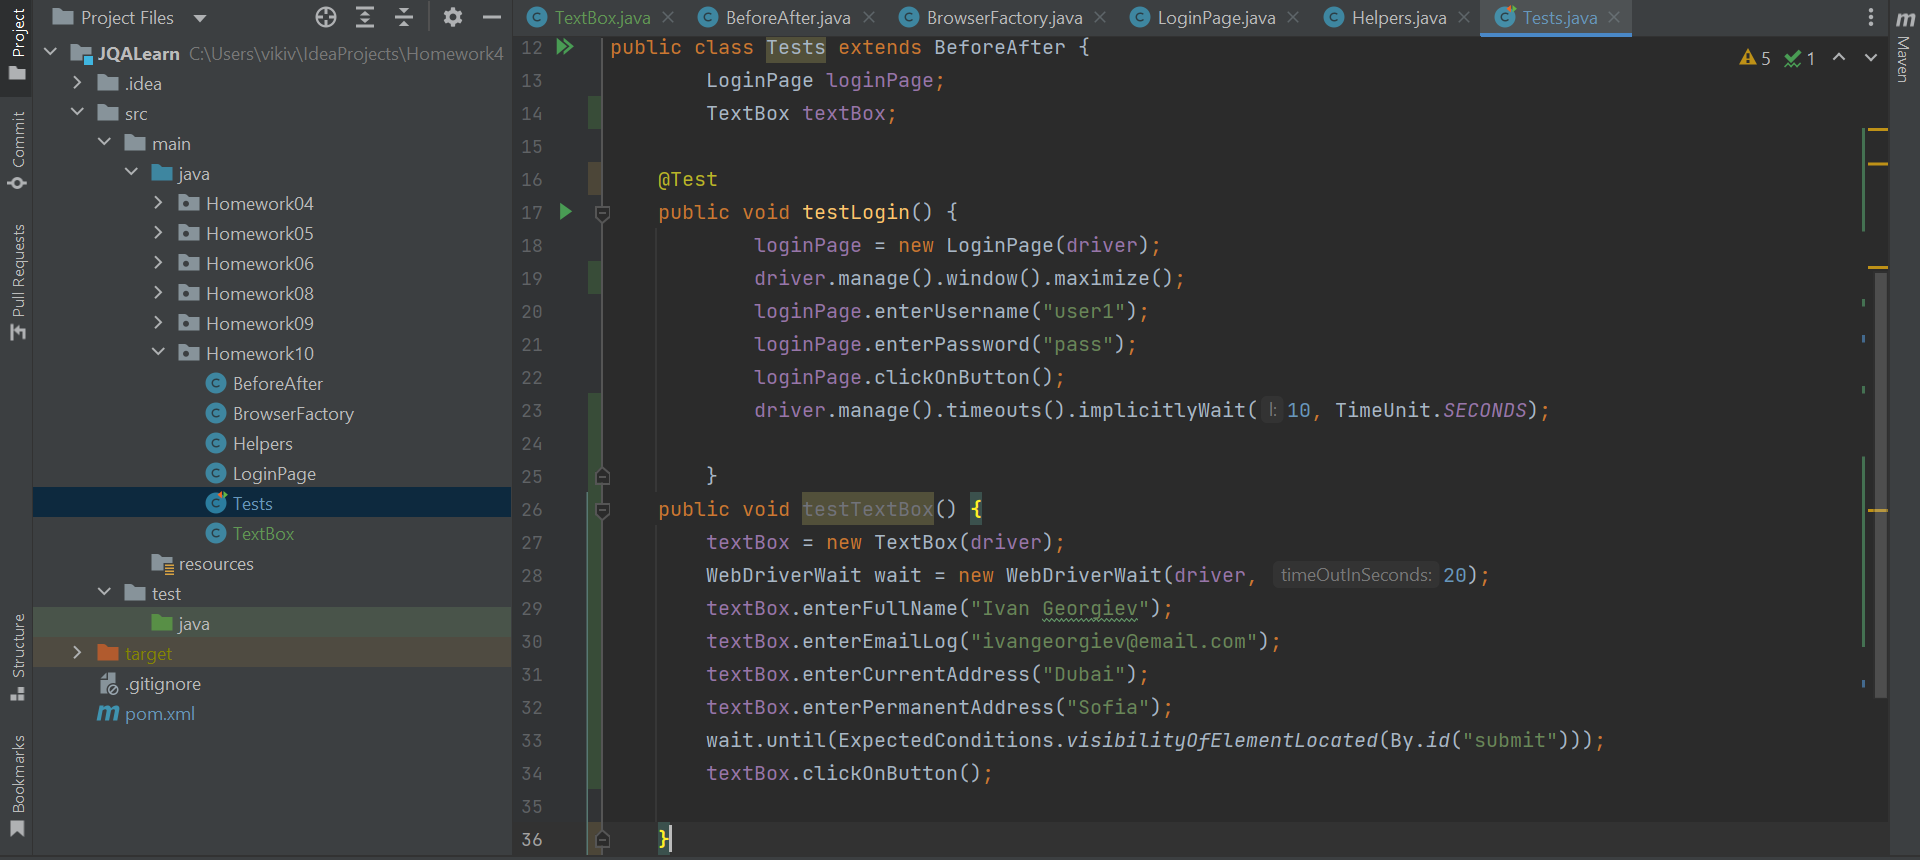 Project
Commit
Pull Requests
Structure
Bookmarks
Project Files
JQALearn C:\Users\vikiv\IdeaProjects\Homework4
.idea
src
main
java
Homework04
Homework05
Homework06
Homework08
Homework09
Homework10
BeforeAfter
BrowserFactory
Helpers
LoginPage
Tests
TextBox
resources
test
java
target
.gitignore
pom.xml
TextBox.java BeforeAfter.java BrowserFactory.java LoginPage.java Helpers.java Tests.java
5 1
12 public class Tests extends BeforeAfter {
13 LoginPage loginPage;
14 TextBox textBox;
15
16 @Test
17 public void testLogin() {
18 loginPage = new LoginPage(driver);
19 driver.manage().window().maximize();
20 loginPage.enterUsername("user1");
21 loginPage.enterPassword("pass");
22 loginPage.clickOnButton();
23 driver.manage().timeouts().implicitlyWait( l: 10, TimeUnit.SECONDS);
24
25 }
26 public void testTextBox() {
27 textBox = new TextBox(driver);
28 WebDriverWait wait = new WebDriverWait(driver, timeOutInSeconds: 20);
29 textBox.enterFullName("Ivan Georgiev");
30 textBox.enterEmailLog("ivangeorgiev@email.com");
31 textBox.enterCurrentAddress("Dubai");
32 textBox.enterPermanentAddress("Sofia");
33 wait.until(ExpectedConditions.visibilityOfElementLocated(By.id("submit")));
34 textBox.clickOnButton();
35
36 }
m Maven